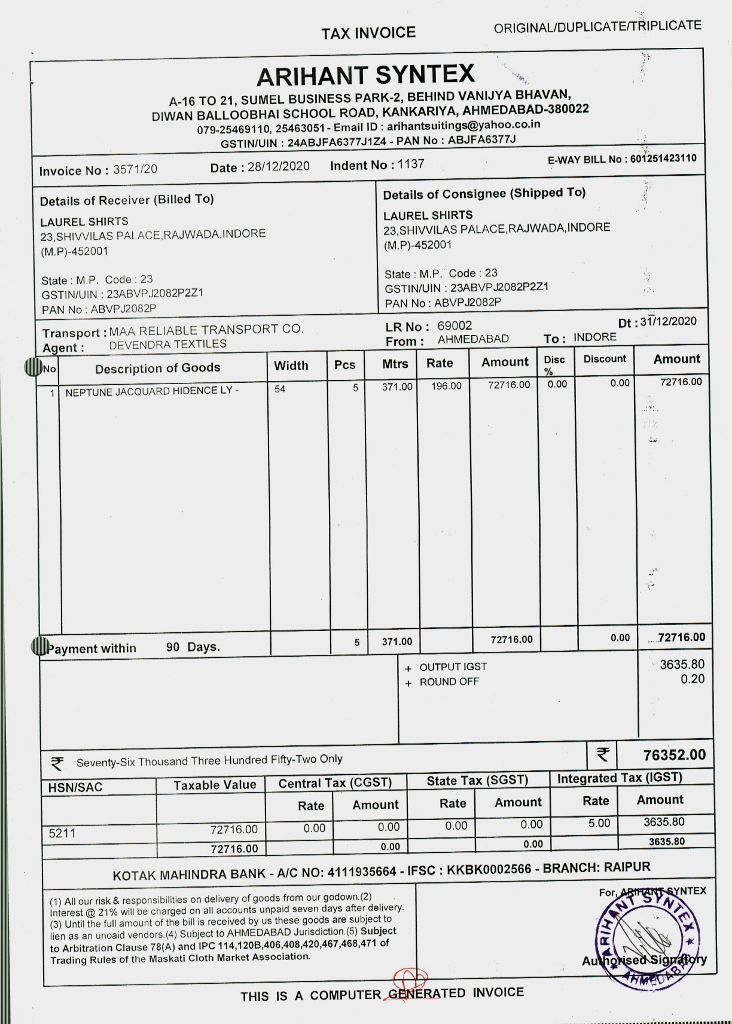 TAX INVOICE
ORIGINAL/DUPLICATE/TRIPLICATE
ARIHANT SYNTEX
A-16 TO 21, SUMEL BUSINESS PARK-2, BEHIND VANIJYA BHAVAN,
DIWAN BALLOOBHAI SCHOOL ROAD, KANKARIYA, AHMEDABAD-380022
079-25469110, 25463051 - Email ID : arihantsuitings@yahoo.co.in
GSTIN/UIN : 24ABJFA6377J1Z4 - PAN No : ABJFA6377J
Invoice No : 3571/20 Date : 28/12/2020 Indent No : 1137 E-WAY BILL No : 601251423110
Details of Receiver (Billed To)
LAUREL SHIRTS
23,SHIVVILAS PALACE,RAJWADA,INDORE
(M.P)-452001
State : M.P. Code : 23
GSTIN/UIN : 23ABVPJ2082P2Z1
PAN No : ABVPJ2082P
Details of Consignee (Shipped To)
LAUREL SHIRTS
23,SHIVVILAS PALACE,RAJWADA,INDORE
(M.P)-452001
State : M.P. Code : 23
GSTIN/UIN : 23ABVPJ2082P2Z1
PAN No : ABVPJ2082P
Transport : MAA RELIABLE TRANSPORT CO. LR No : 69002 Dt : 31/12/2020
Agent : DEVENDRA TEXTILES From : AHMEDABAD To : INDORE
No Description of Goods Width Pcs Mtrs Rate Amount Disc % Discount Amount
1 NEPTUNE JACQUARD HIDENCE LY - 54 5 371.00 196.00 72716.00 0.00 0.00 72716.00
Payment within 90 Days. 5 371.00 72716.00 0.00 72716.00
+ OUTPUT IGST 3635.80
+ ROUND OFF 0.20
₹ Seventy-Six Thousand Three Hundred Fifty-Two Only ₹ 76352.00
HSN/SAC Taxable Value Central Tax (CGST) State Tax (SGST) Integrated Tax (IGST)
Rate Amount Rate Amount Rate Amount
5211 72716.00 0.00 0.00 0.00 0.00 5.00 3635.80
72716.00 0.00 0.00 3635.80
KOTAK MAHINDRA BANK - A/C NO: 4111935664 - IFSC : KKBK0002566 - BRANCH: RAIPUR
(1) All our risk & responsibilities on delivery of goods from our godown.(2)
Interest @ 21% will be charged on all accounts unpaid seven days after delivery.
(3) Until the full amount of the bill is received by us these goods are subject to
lien as an unoaid vendors.(4) Subject to AHMEDABAD Jurisdiction.(5) Subject
to Arbitration Clause 78(A) and IPC 114,120B,406,408,420,467,468,471 of
Trading Rules of the Maskati Cloth Market Association.
For, ARIHANT SYNTEX
ARIHANT SYNTEX
AHMEDABAD
Authorised Signatory
THIS IS A COMPUTER GENERATED INVOICE